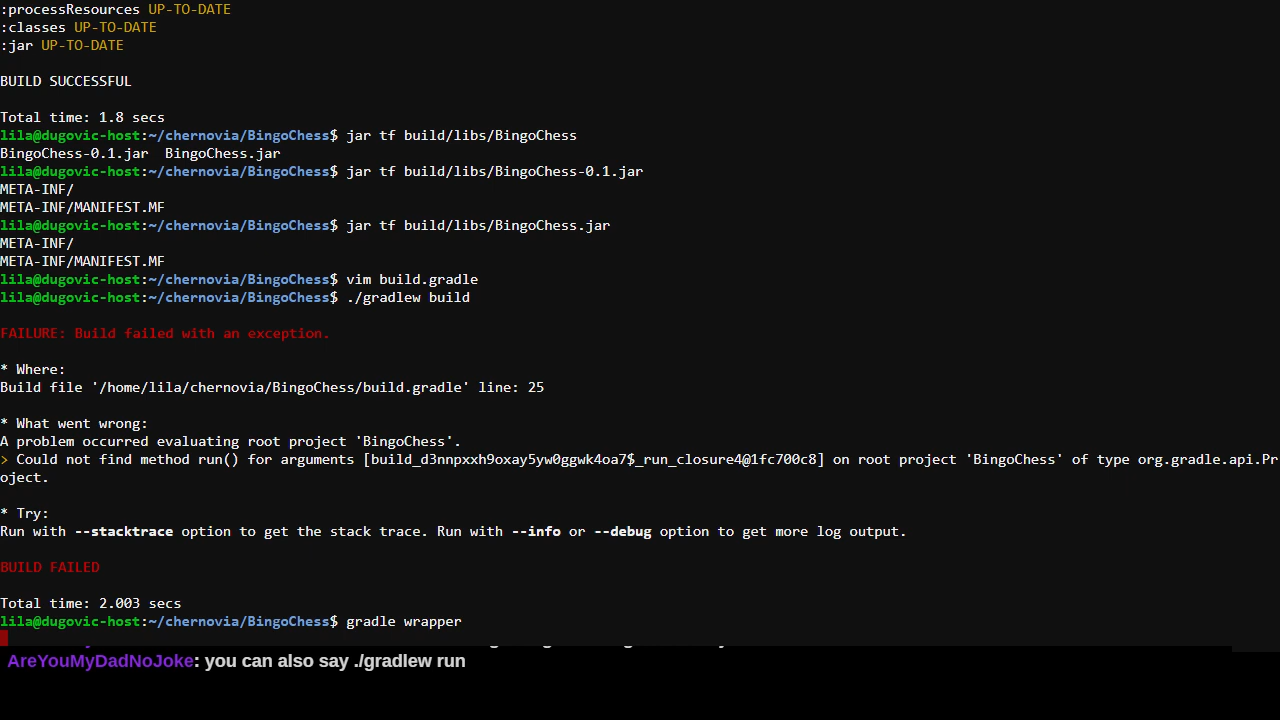 :processResources UP-TO-DATE
:classes UP-TO-DATE
:jar UP-TO-DATE
BUILD SUCCESSFUL
Total time: 1.8 secs
lila@dugovic-host:~/chernovia/BingoChess$ jar tf build/libs/BingoChess
BingoChess-0.1.jar  BingoChess.jar
lila@dugovic-host:~/chernovia/BingoChess$ jar tf build/libs/BingoChess-0.1.jar
META-INF/
META-INF/MANIFEST.MF
lila@dugovic-host:~/chernovia/BingoChess$ jar tf build/libs/BingoChess.jar
META-INF/
META-INF/MANIFEST.MF
lila@dugovic-host:~/chernovia/BingoChess$ vim build.gradle
lila@dugovic-host:~/chernovia/BingoChess$ ./gradlew build
FAILURE: Build failed with an exception.
* Where:
Build file '/home/lila/chernovia/BingoChess/build.gradle' line: 25
* What went wrong:
A problem occurred evaluating root project 'BingoChess'.
> Could not find method run() for arguments [build_d3nnpxxh9oxay5yw0ggwk4oa7$_run_closure4@1fc700c8] on root project 'BingoChess' of type org.gradle.api.Pr
oject.
* Try:
Run with --stacktrace option to get the stack trace. Run with --info or --debug option to get more log output.
BUILD FAILED
Total time: 2.003 secs
lila@dugovic-host:~/chernovia/BingoChess$ gradle wrapper
AreYouMyDadNoJoke: you can also say ./gradlew run